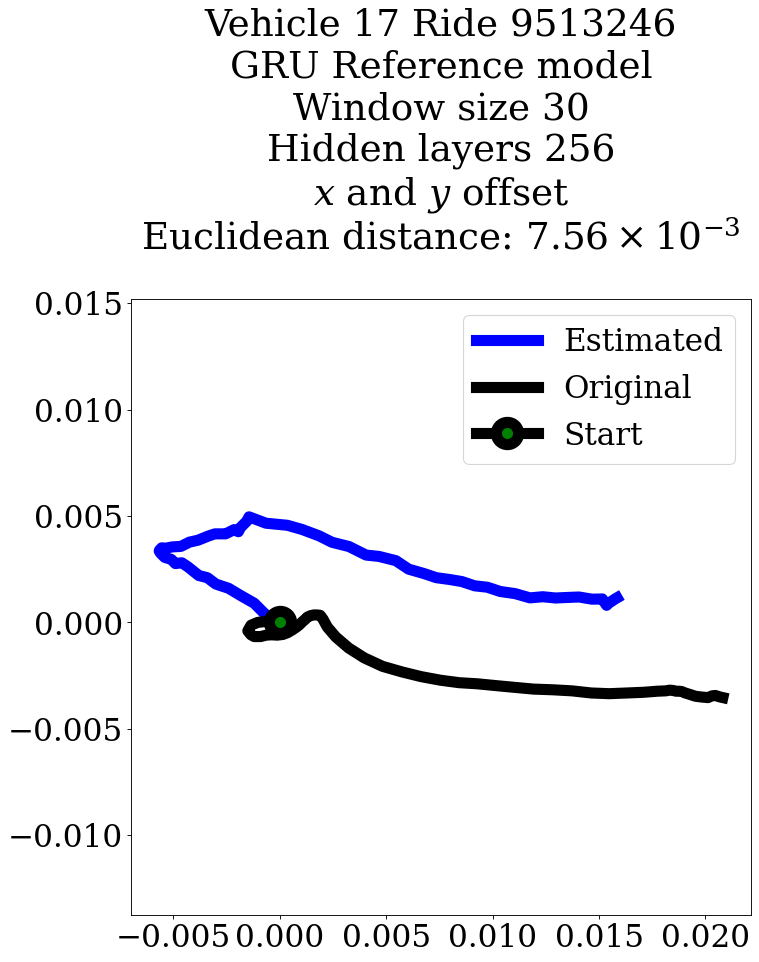 Vehicle 17 Ride 9513246
GRU Reference model
Window size 30
Hidden layers 256
x and y offset
Euclidean distance: 7.56 × 10⁻³
0.015
0.010
0.005
0.000
−0.005
−0.010
Estimated
Original
Start
−0.005 0.000 0.005 0.010 0.015 0.020